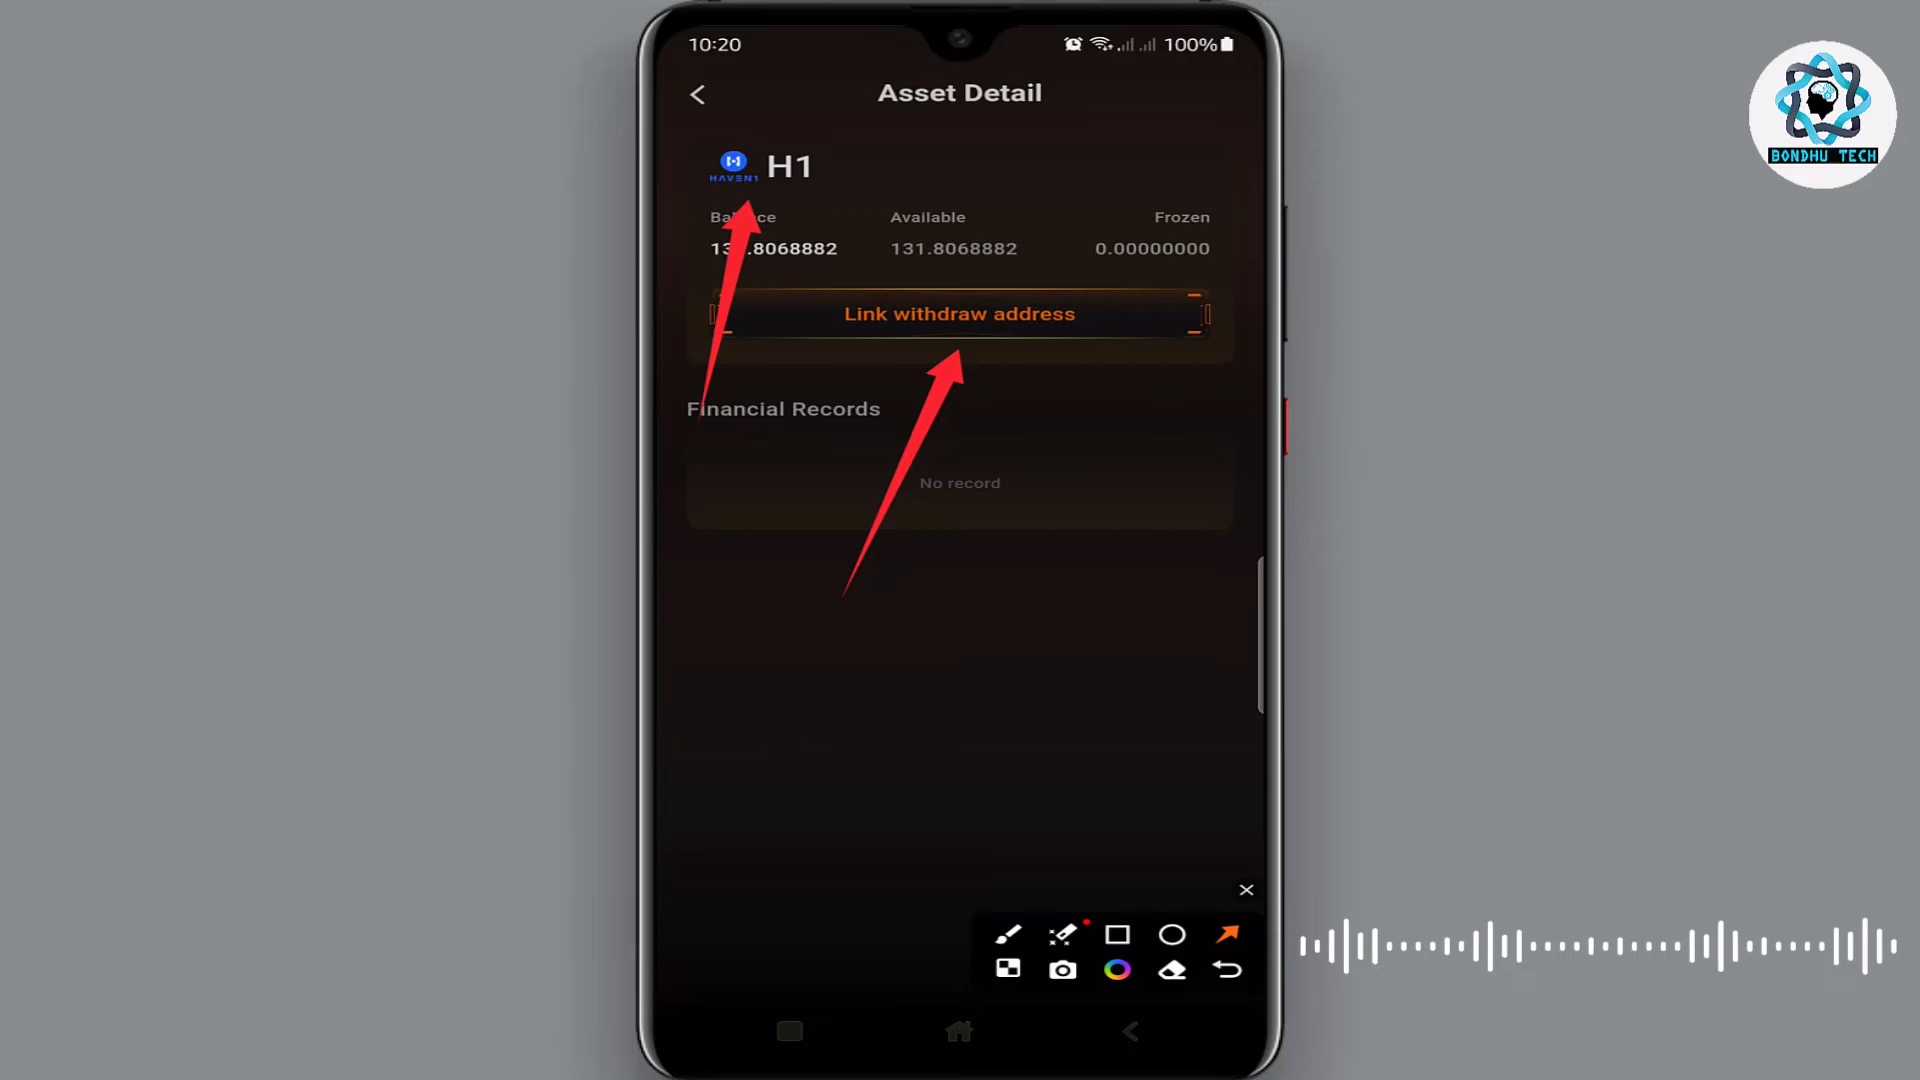 10:20
100%
Asset Detail
HAVEN1
H1
Available
Frozen
131.8068882
0.00000000
Link withdraw address
Financial Records
No record
BONDHU TECH